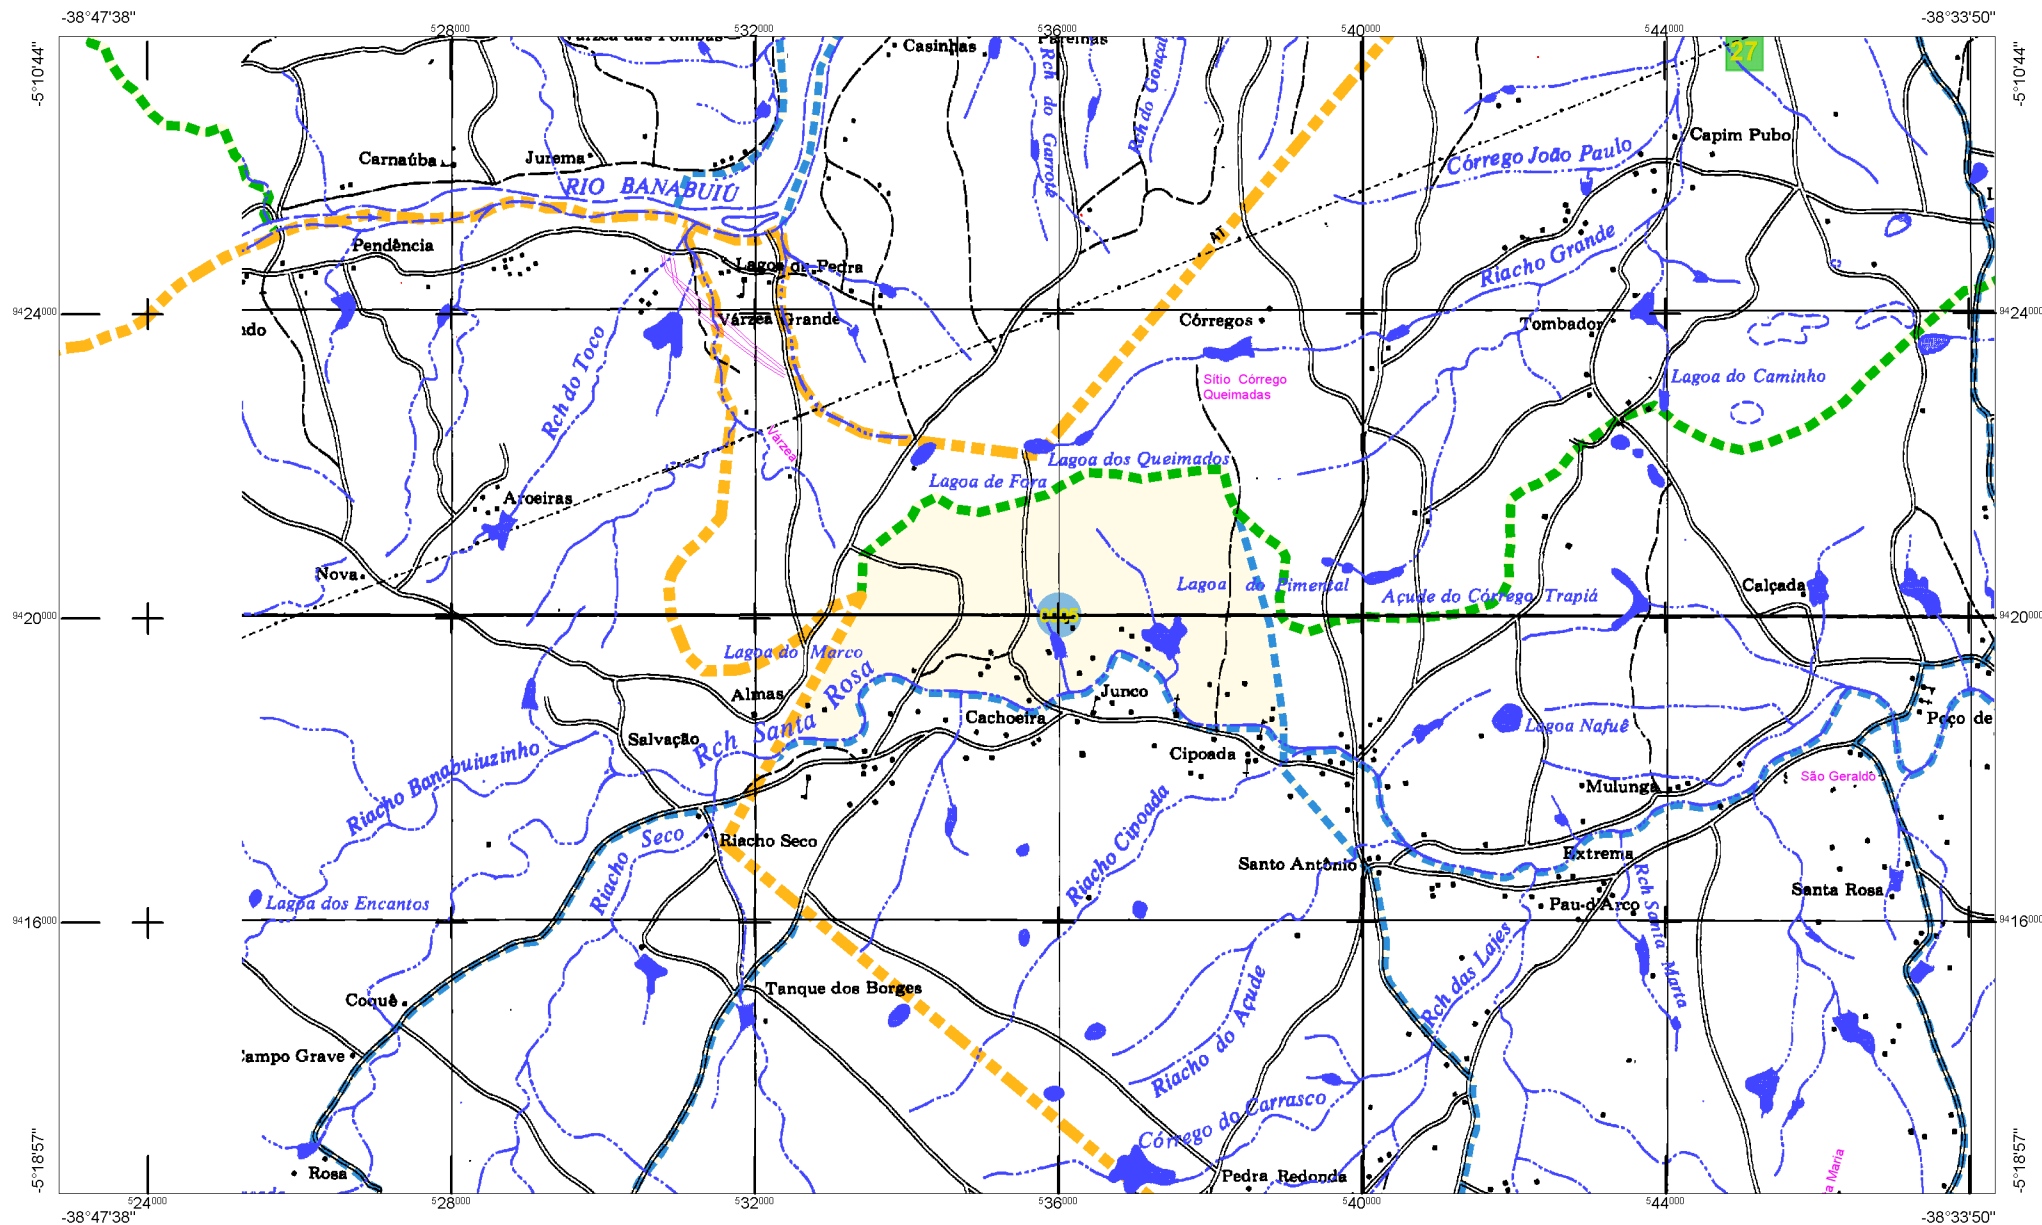 -38°47'38"
-38°33'50"
528000
532000
536000
540000
544000
-5°10'44"
-5°10'44"
27
Casinhas
Rch do Garrote
Capim Pubo
Carnaúba
Jurema
Córrego João Paulo
RIO BANABUIÚ
AT
Pendência
Riacho Grande
Lagoa de Pedra
9424000
Várzea Grande
Córregos
Tombador
9424000
Rch do Toco
Sítio Córrego
Queimadas
Lagoa do Caminho
Várzea
Lagoa dos Queimados
Lagoa de Fora
Aroeiras
Nova
Lagoa do Pimental
Açude do Córrego Trapiá
Calçada
9420000
9420000
Lagoa do Marco
Almas
Rch Santa Rosa
Junco
Cachoeira
Lagoa Nafuê
Poço de
Salvação
Cipoada
Riacho Banabuiuzinho
São Geraldo
Mulunga
Riacho Cipoada
Riacho Seco
Riacho Seco
Extrema
Santo Antônio
Santa Rosa
Lagoa dos Encantos
Pau-d'Arco
9416000
9416000
Rch Santa Marta
Rch das Lajes
Tanque dos Borges
Coquê
Riacho do Açude
Campo Grave
Córrego do Carrasco
Rosa
Pedra Redonda
a Maria
-5°18'57"
-5°18'57"
524000
528000
532000
536000
540000
544000
-38°47'38"
-38°33'50"